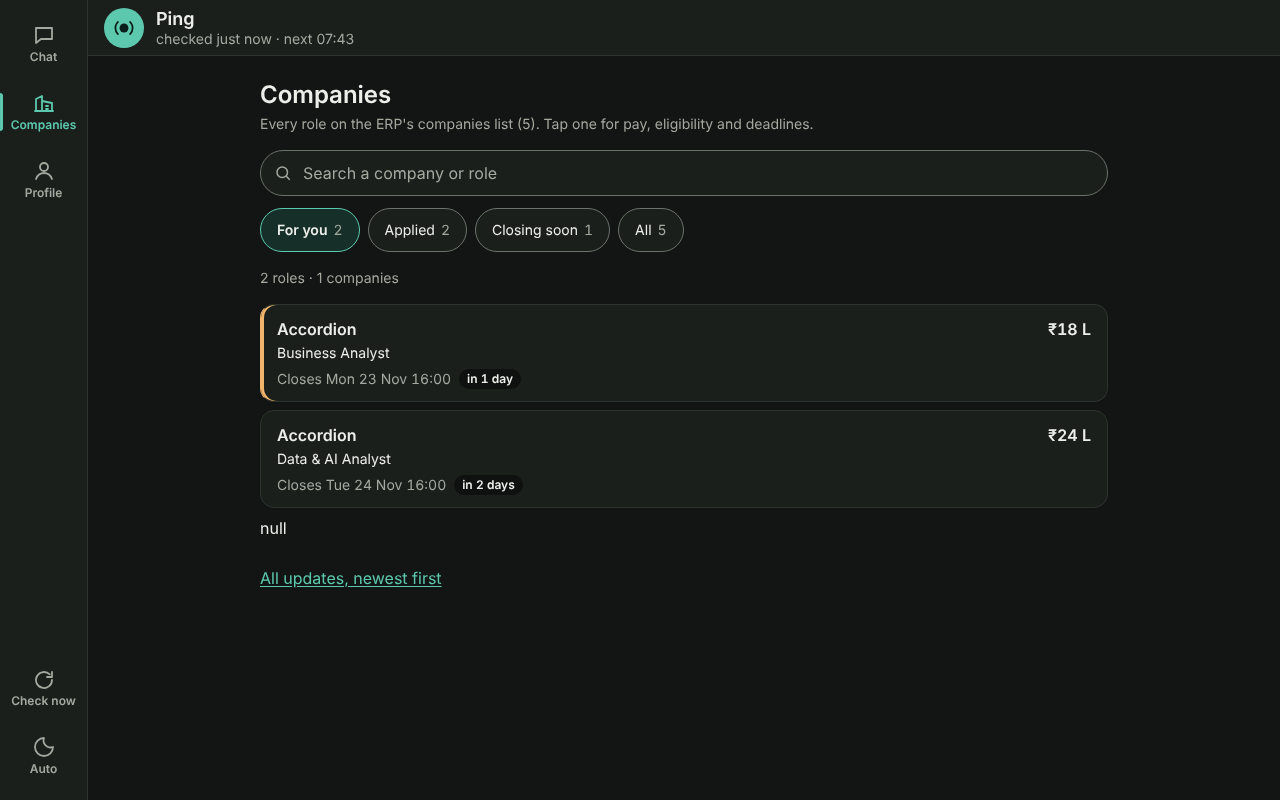 Ping
checked just now · next 07:43
Chat
Companies
Profile
Check now
Auto
Companies
Every role on the ERP's companies list (5). Tap one for pay, eligibility and deadlines.
Search a company or role
For you 2
Applied 2
Closing soon 1
All 5
2 roles · 1 companies
Accordion ₹18 L
Business Analyst
Closes Mon 23 Nov 16:00 in 1 day
Accordion ₹24 L
Data & AI Analyst
Closes Tue 24 Nov 16:00 in 2 days
null
All updates, newest first